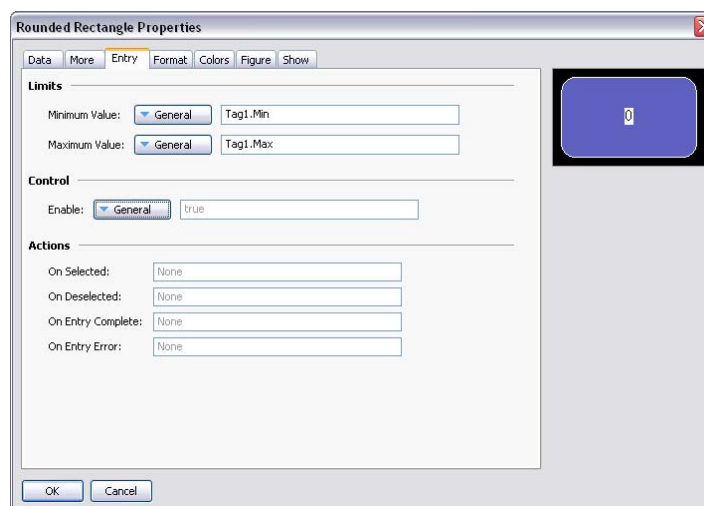 Rounded Rectangle Properties
Data More Entry Format Colors Figure Show
Limits
Minimum Value: General Tag1.Min
Maximum Value: General Tag1.Max
0
Control
Enable: General true
Actions
On Selected: None
On Deselected: None
On Entry Complete: None
On Entry Error: None
OK Cancel